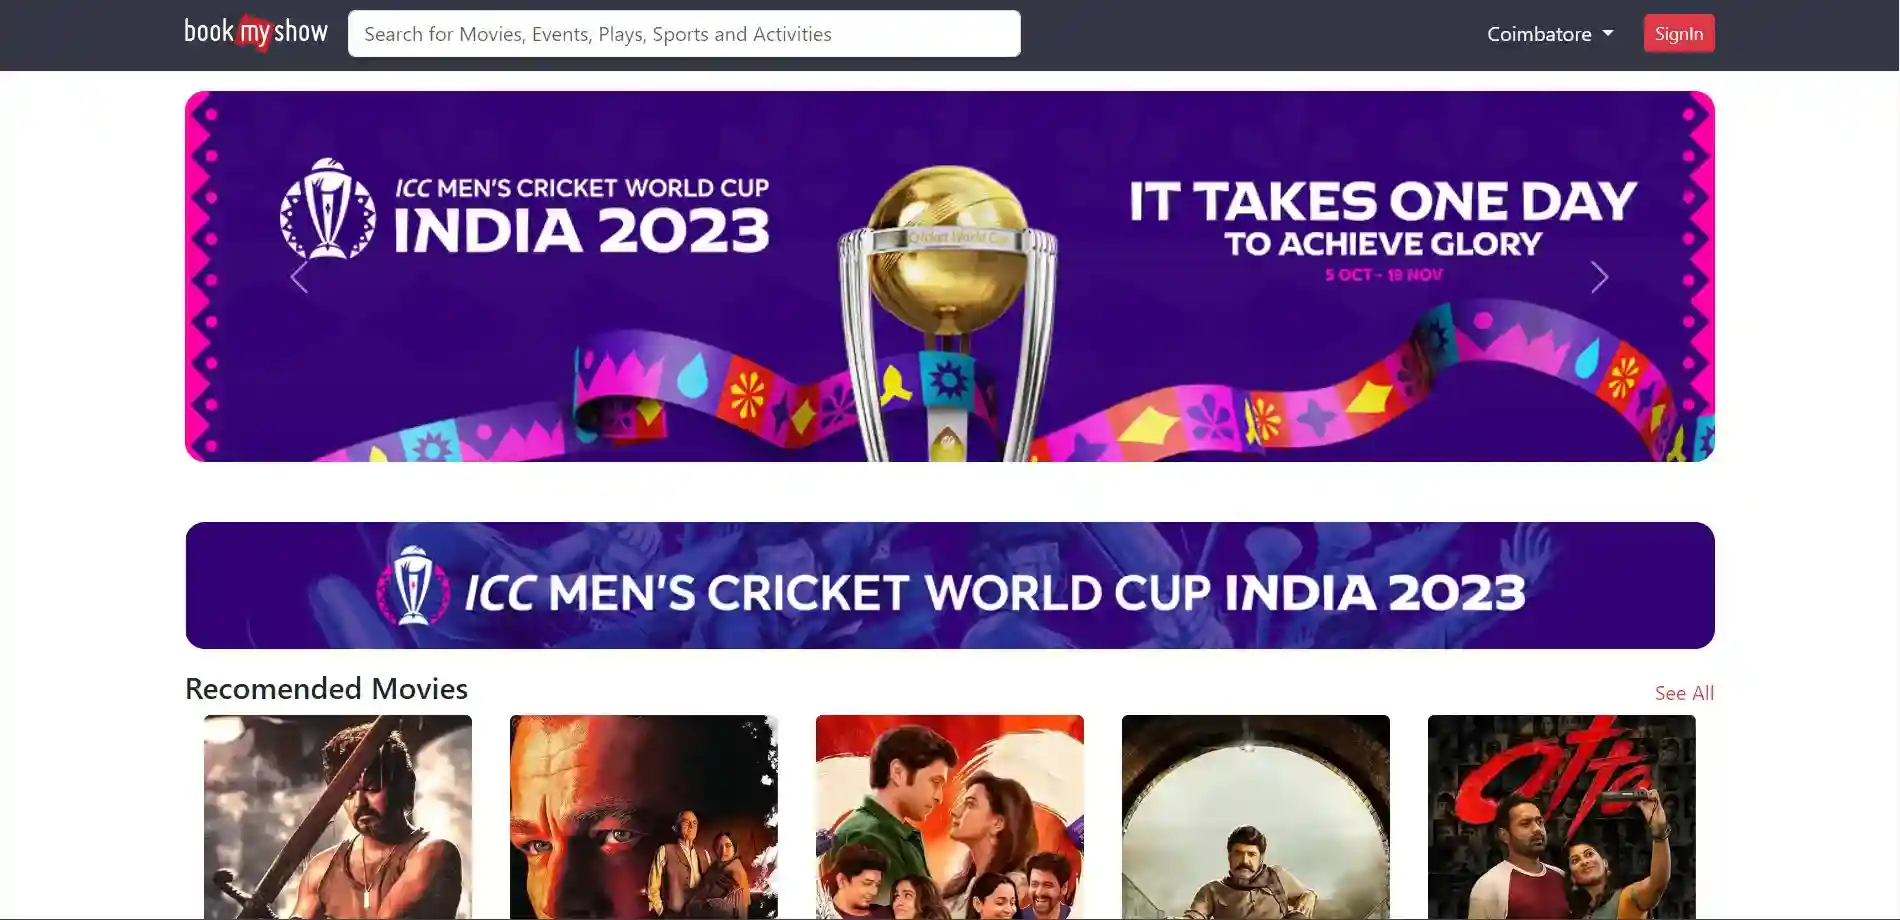 book my show
Search for Movies, Events, Plays, Sports and Activities
Coimbatore
SignIn
ICC MEN'S CRICKET WORLD CUP
INDIA 2023
Cricket World Cup
IT TAKES ONE DAY
TO ACHIEVE GLORY
5 OCT - 19 NOV
ICC MEN'S CRICKET WORLD CUP INDIA 2023
Recomended Movies
See All
Otta